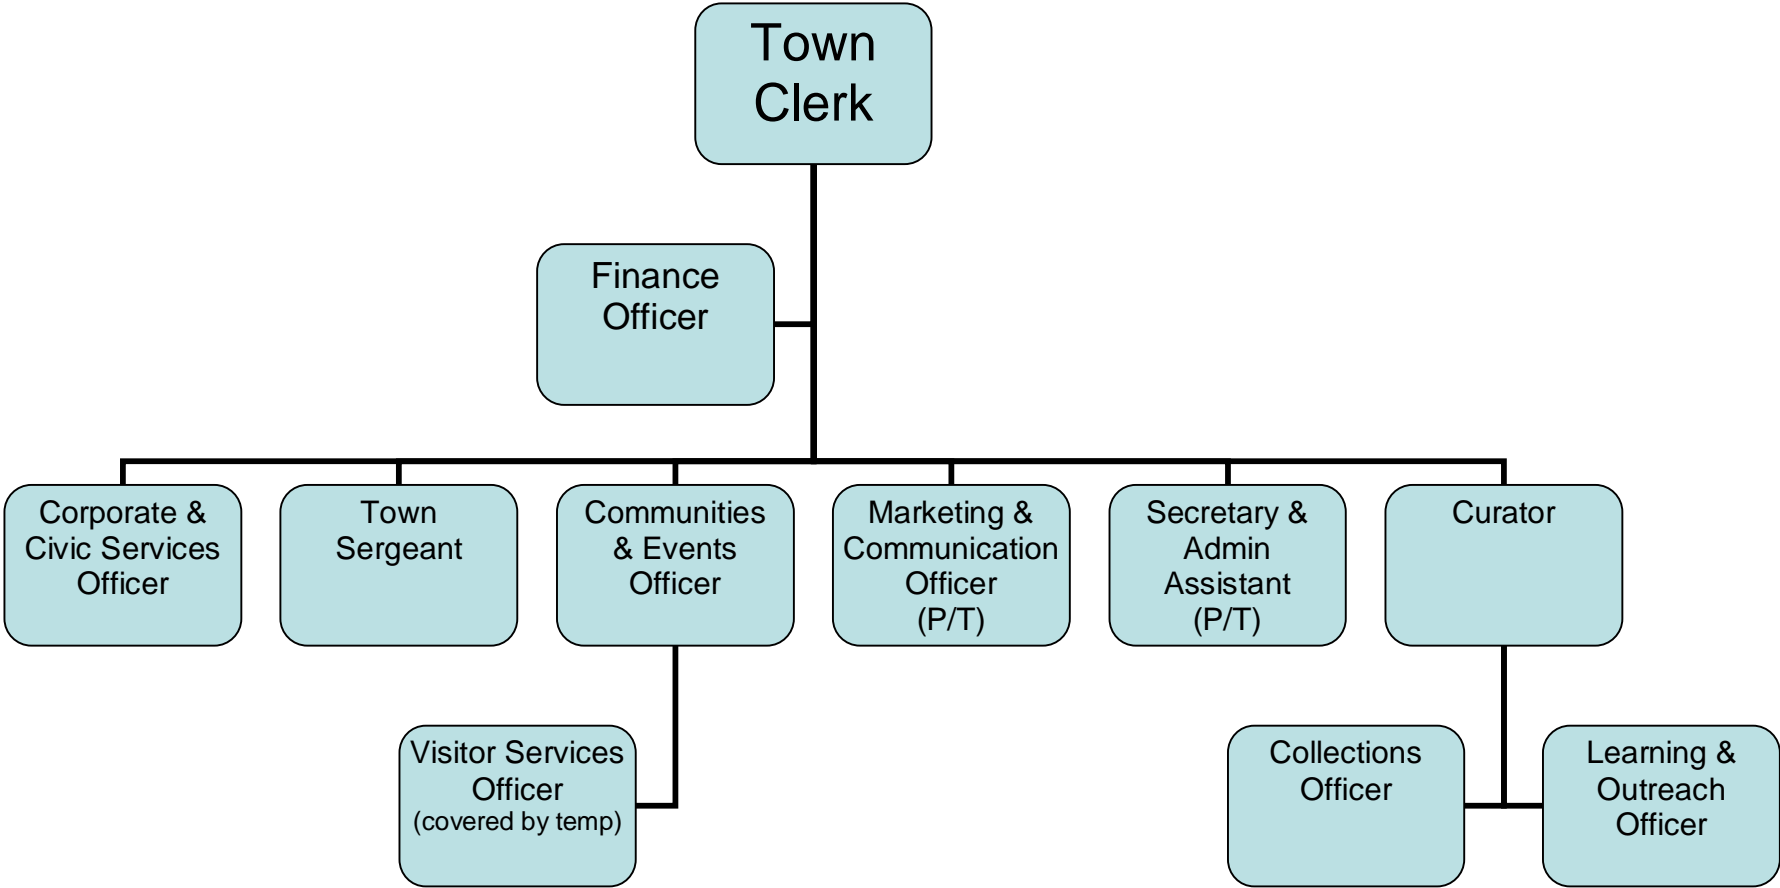 Town
Clerk
Finance
Officer
Corporate &
Civic Services
Officer
Town
Sergeant
Communities
& Events
Officer
Marketing &
Communication
Officer
(P/T)
Secretary &
Admin
Assistant
(P/T)
Curator
Visitor Services
Officer
(covered by temp)
Collections
Officer
Learning &
Outreach
Officer